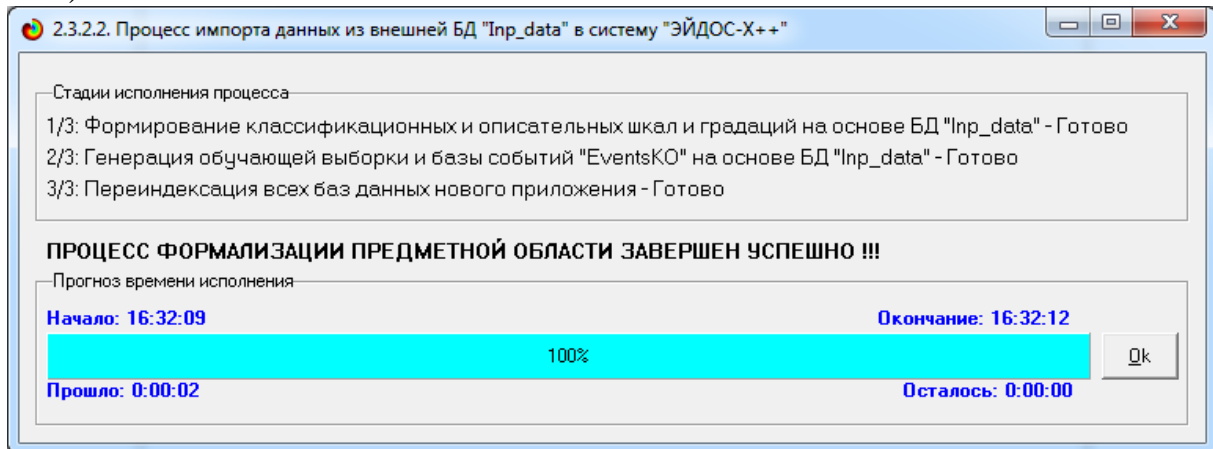 2.3.2.2. Процесс импорта данных из внешней БД "Inp_data" в систему "ЭЙДОС-X++"
Стадии исполнения процесса
1/3: Формирование классификационных и описательных шкал и градаций на основе БД "Inp_data" - Готово
2/3: Генерация обучающей выборки и базы событий "EventsKO" на основе БД "Inp_data" - Готово
3/3: Переиндексация всех баз данных нового приложения - Готово
ПРОЦЕСС ФОРМАЛИЗАЦИИ ПРЕДМЕТНОЙ ОБЛАСТИ ЗАВЕРШЕН УСПЕШНО !!!
Прогноз времени исполнения
Начало: 16:32:09 Окончание: 16:32:12
100% Ok
Прошло: 0:00:02 Осталось: 0:00:00